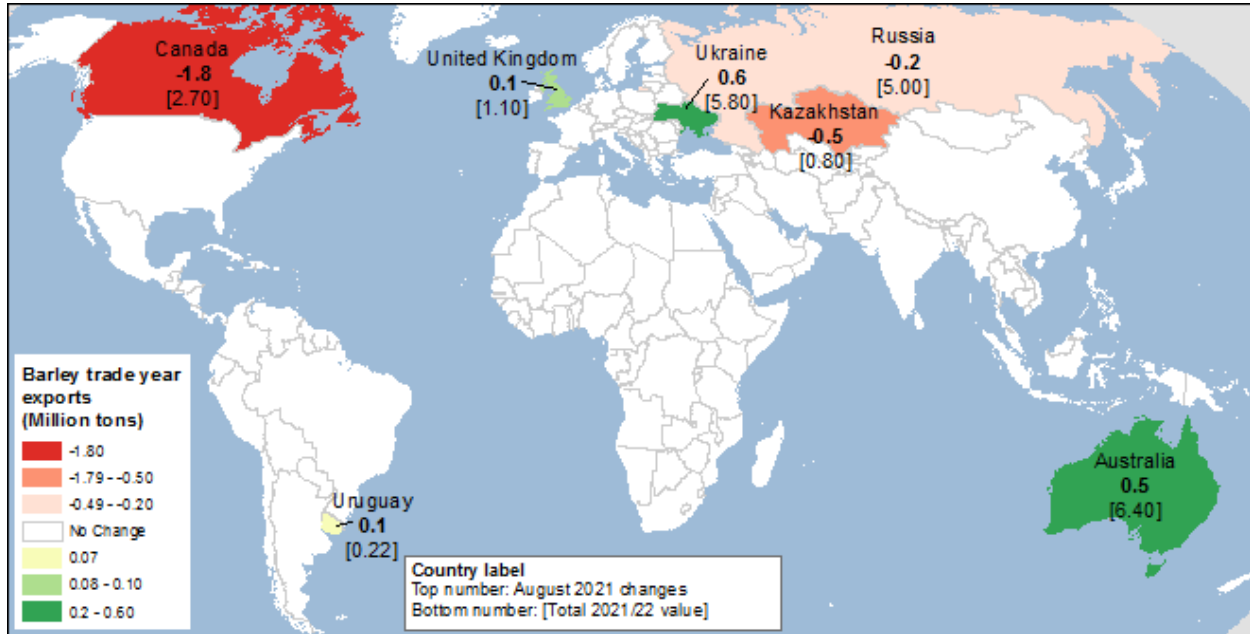 Canada
-1.8
[2.70]
United Kingdom
0.1
[1.10]
Ukraine
0.6
[5.80]
Russia
-0.2
[5.00]
Kazakhstan
-0.5
[0.80]
Barley trade year
exports
(Million tons)
-1.80
-1.79 - -0.50
-0.49 - -0.20
No Change
0.07
0.08 - 0.10
0.2 - 0.60
Uruguay
0.1
[0.22]
Country label
Top number: August 2021 changes
Bottom number: [Total 2021/22 value]
Australia
0.5
[6.40]